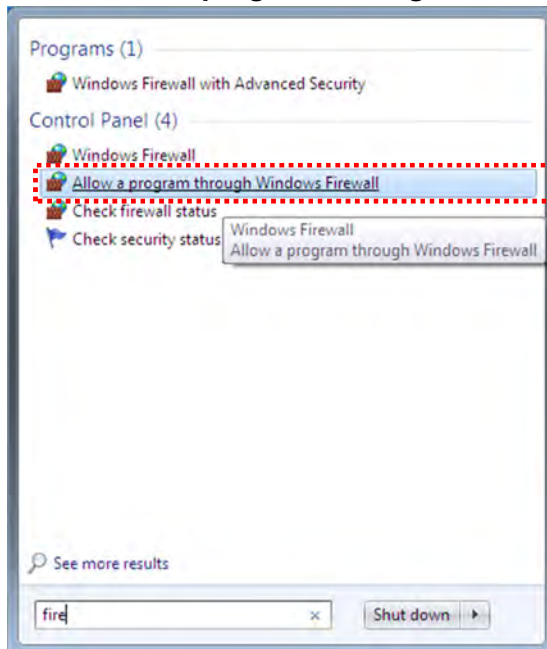 Programs (1)
Windows Firewall with Advanced Security
Control Panel (4)
Windows Firewall
Allow a program through Windows Firewall
Check firewall status
Check security status
Windows Firewall
Allow a program through Windows Firewall
See more results
fire
Shut down